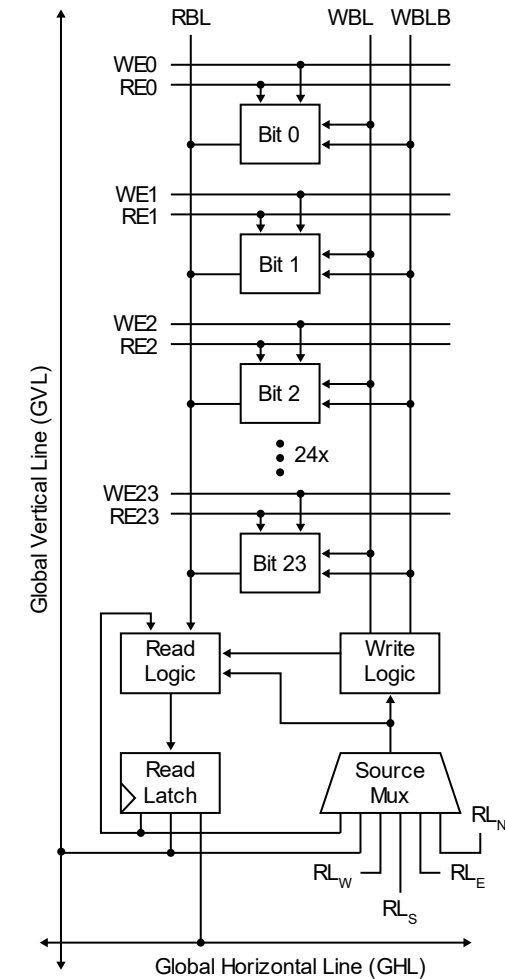 RBL WBL WBLB
WE0
RE0
Bit 0
WE1
RE1
Bit 1
WE2
RE2
Bit 2
24x
WE23
RE23
Bit 23
Global Vertical Line (GVL)
Read
Logic
Write
Logic
Read
Latch
Source
Mux
RL_N
RL_W
RL_E
RL_S
Global Horizontal Line (GHL)